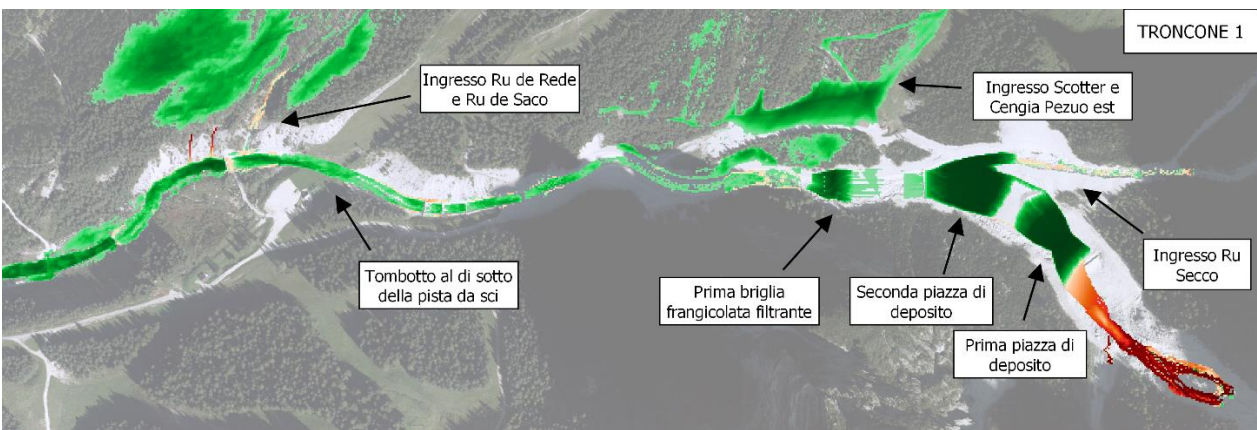 TRONCONE 1
Ingresso Ru de Rede
e Ru de Saco
Ingresso Scotter e
Cengia Pezuo est
Tombotto al di sotto
della pista da sci
Prima briglia
frangicolata filtrante
Seconda piazza di
deposito
Prima piazza di
deposito
Ingresso Ru
Secco